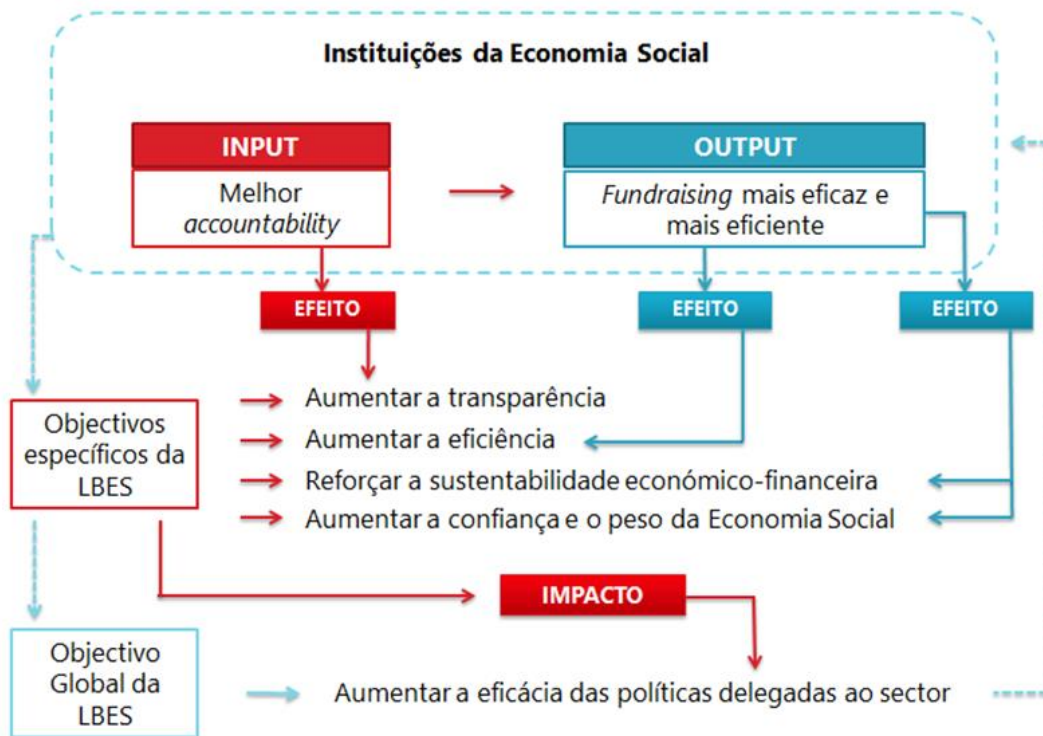 Instituições da Economia Social
INPUT
Melhor
accountability
OUTPUT
Fundraising mais eficaz e
mais eficiente
EFEITO
EFEITO
EFEITO
Objectivos
específicos da
LBES
Aumentar a transparência
Aumentar a eficiência
Reforçar a sustentabilidade económico-financeira
Aumentar a confiança e o peso da Economia Social
IMPACTO
Objectivo
Global da
LBES
Aumentar a eficácia das políticas delegadas ao sector